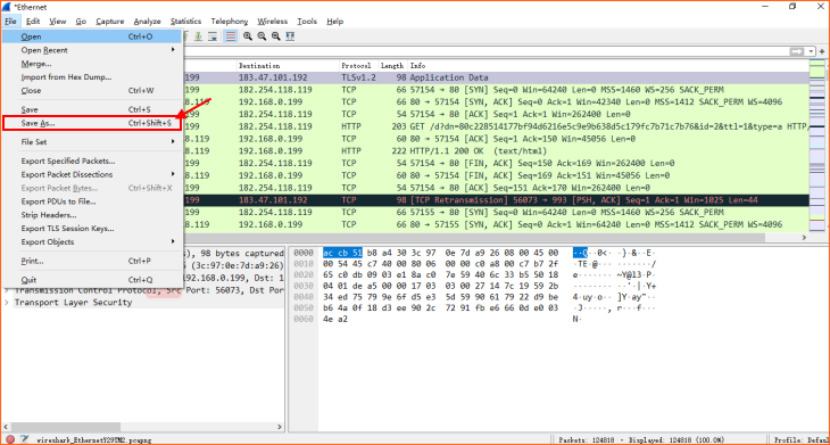 *Ethernet
File Edit View Go Capture Analyze Statistics Telephony Wireless Tools Help
Open Ctrl+O
Open Recent
Merge...
Import from Hex Dump...
Close Ctrl+W
Save Ctrl+S
Save As... Ctrl+Shift+S
File Set
Export Specified Packets...
Export Packet Dissections
Export Packet Bytes... Ctrl+Shift+X
Export PDUs to File...
Strip Headers...
Export TLS Session Keys...
Export Objects
Print... Ctrl+P
Quit Ctrl+Q
Destination Protocol Length Info
199 183.47.101.192 TLSv1.2 98 Application Data
199 182.254.118.119 TCP 66 57154 → 80 [SYN] Seq=0 Win=64240 Len=0 MSS=1460 WS=256 SACK_PERM
8.119 192.168.0.199 TCP 66 80 → 57154 [SYN, ACK] Seq=0 Ack=1 Win=42340 Len=0 MSS=1412 SACK_PERM WS=4096
199 182.254.118.119 TCP 54 57154 → 80 [ACK] Seq=1 Ack=1 Win=262400 Len=0
199 182.254.118.119 HTTP 203 GET /d?dn=80c228514177bf94d6216e5c9e9b638d5c179fc7b71c7b76&id=2&ttl=1&type=a HTTP/
8.119 192.168.0.199 TCP 60 80 → 57154 [ACK] Seq=1 Ack=150 Win=45056 Len=0
8.119 192.168.0.199 HTTP 222 HTTP/1.1 200 OK (text/html)
199 182.254.118.119 TCP 54 57154 → 80 [FIN, ACK] Seq=150 Ack=169 Win=262400 Len=0
8.119 192.168.0.199 TCP 60 80 → 57154 [FIN, ACK] Seq=169 Ack=151 Win=45056 Len=0
199 182.254.118.119 TCP 54 57154 → 80 [ACK] Seq=151 Ack=170 Win=262400 Len=0
199 183.47.101.192 TCP 98 [TCP Retransmission] 56073 → 993 [PSH, ACK] Seq=1 Ack=1 Win=1025 Len=44
199 182.254.118.119 TCP 66 57155 → 80 [SYN] Seq=0 Win=64240 Len=0 MSS=1460 WS=256 SACK_PERM
8.119 192.168.0.199 TCP 66 80 → 57155 [SYN, ACK] Seq=0 Ack=1 Win=42340 Len=0 MSS=1412 SACK_PERM WS=4096
), 98 bytes captured
6 (3c:97:0e:7d:a9:26)
92.168.0.199, Dst: 1
Transmission Control Protocol, Src Port: 56073, Dst Por
Transport Layer Security
0000 ac cb 51 b8 a4 30 3c 97 0e 7d a9 26 08 00 45 00 ··Q··0<· ·}·&··E·
0010 00 54 45 c7 40 00 80 06 00 00 c0 a8 00 c7 b7 2f ·TE·@··· ·······/
0020 65 c0 db 09 03 e1 8a c0 7e 59 40 6c 33 b5 50 18 e······· ~Y@l3·P·
0030 04 01 de a5 00 00 17 03 03 00 27 14 7c 19 59 2b ········ ··'·|·Y+
0040 34 ed 75 79 9e 6f d5 e3 5d 59 90 61 79 22 d9 be 4·uy·o·· ]Y·ay"··
0050 b6 4a 0f 18 d3 ee 90 2c 72 91 fb e6 66 0d e0 03 ·J·····, r···f···
0060 4e a2 N·
wireshark_EthernetY29TM2.pcapng Packets: 124818 · Displayed: 124818 (100.0%) Profile: Defaul